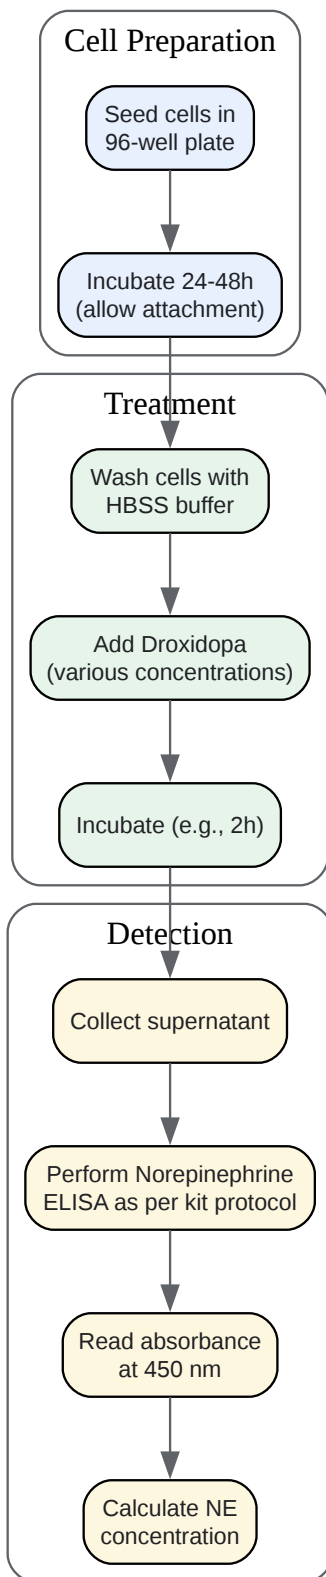 Cell Preparation
Seed cells in
96-well plate
Incubate 24-48h
(allow attachment)
Treatment
Wash cells with
HBSS buffer
Add Droxidopa
(various concentrations)
Incubate (e.g., 2h)
Detection
Collect supernatant
Perform Norepinephrine
ELISA as per kit protocol
Read absorbance
at 450 nm
Calculate NE
concentration